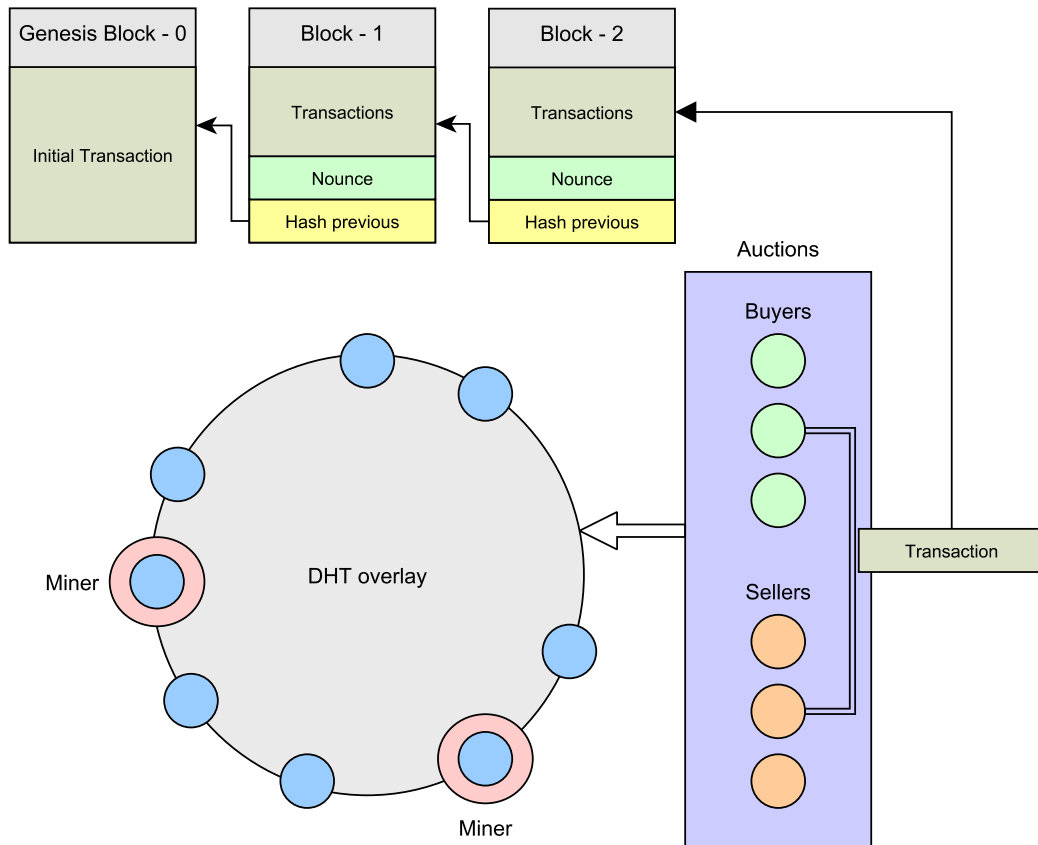 Genesis Block - 0
Block - 1
Block - 2
Initial Transaction
Transactions
Transactions
Nounce
Nounce
Hash previous
Hash previous
Auctions
Buyers
DHT overlay
Miner
Transaction
Sellers
Miner